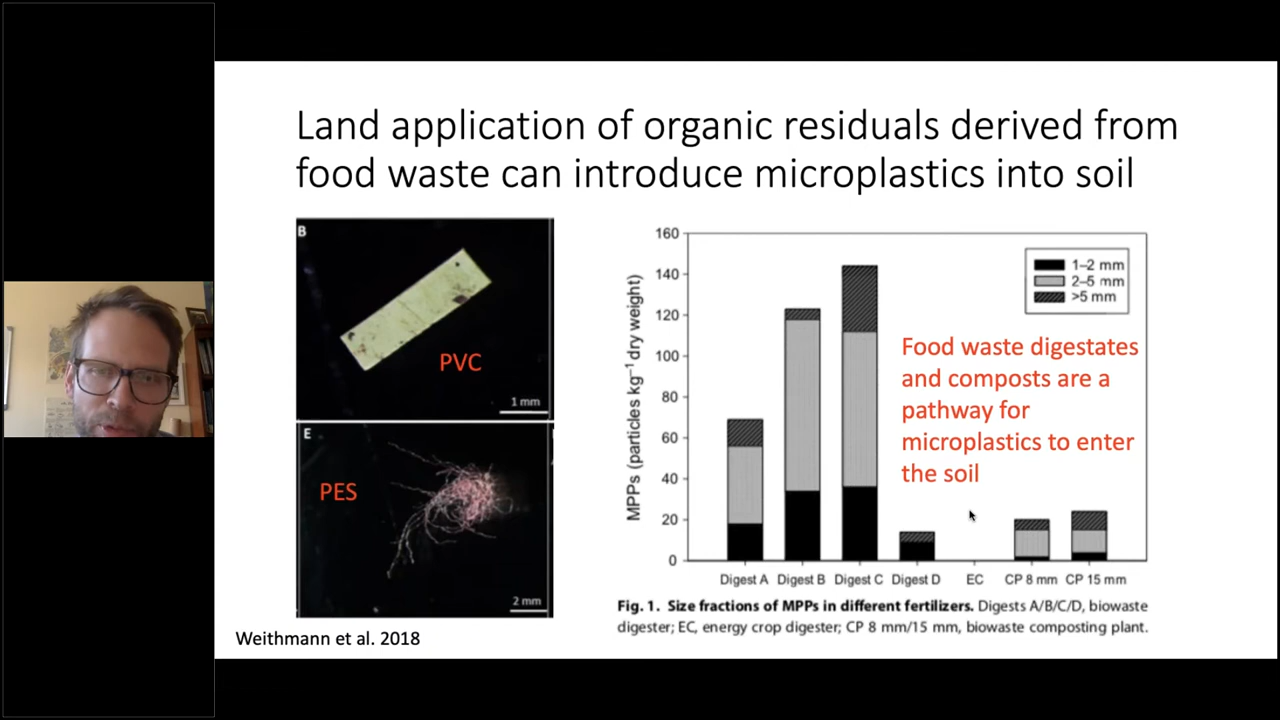 Land application of organic residuals derived from
food waste can introduce microplastics into soil
B
PVC
1 mm
E
PES
2 mm
Weithmann et al. 2018
MPPs (particles kg⁻¹ dry weight)
160
140
120
100
80
60
40
20
0
1–2 mm
2–5 mm
>5 mm
Food waste digestates
and composts are a
pathway for
microplastics to enter
the soil
Digest A Digest B Digest C Digest D EC CP 8 mm CP 15 mm
Fig. 1. Size fractions of MPPs in different fertilizers. Digests A/B/C/D, biowaste
digester; EC, energy crop digester; CP 8 mm/15 mm, biowaste composting plant.